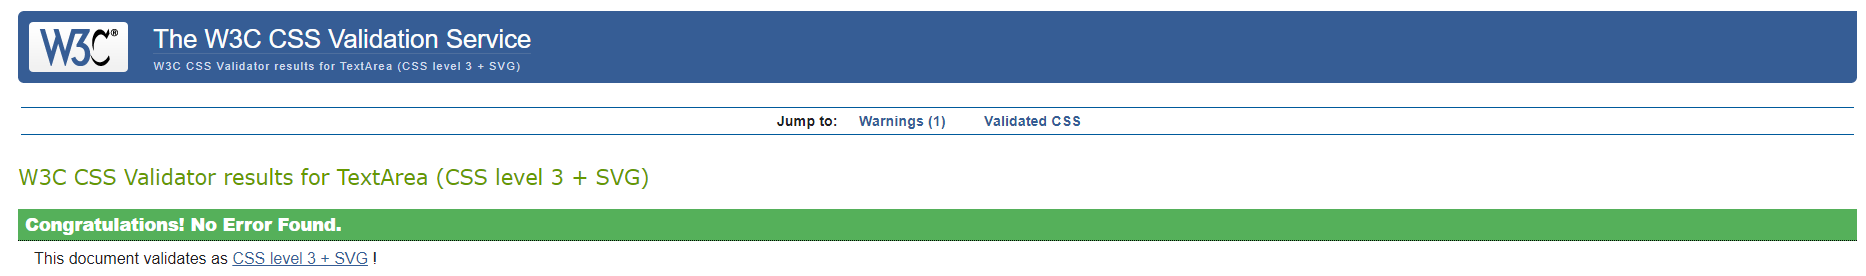 W3C®
The W3C CSS Validation Service
W3C CSS Validator results for TextArea (CSS level 3 + SVG)
Jump to: Warnings (1) Validated CSS
W3C CSS Validator results for TextArea (CSS level 3 + SVG)
Congratulations! No Error Found.
This document validates as CSS level 3 + SVG !